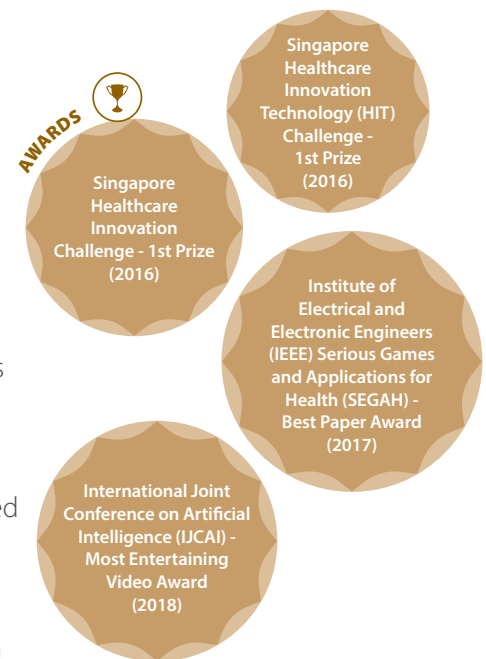 AWARDS
Singapore
Healthcare
Innovation
Challenge - 1st Prize
(2016)
Singapore
Healthcare
Innovation
Technology (HIT)
Challenge -
1st Prize
(2016)
Institute of
Electrical and
Electronic Engineers
(IEEE) Serious Games
and Applications for
Health (SEGAH) -
Best Paper Award
(2017)
International Joint
Conference on Artificial
Intelligence (IJCAI) -
Most Entertaining
Video Award
(2018)